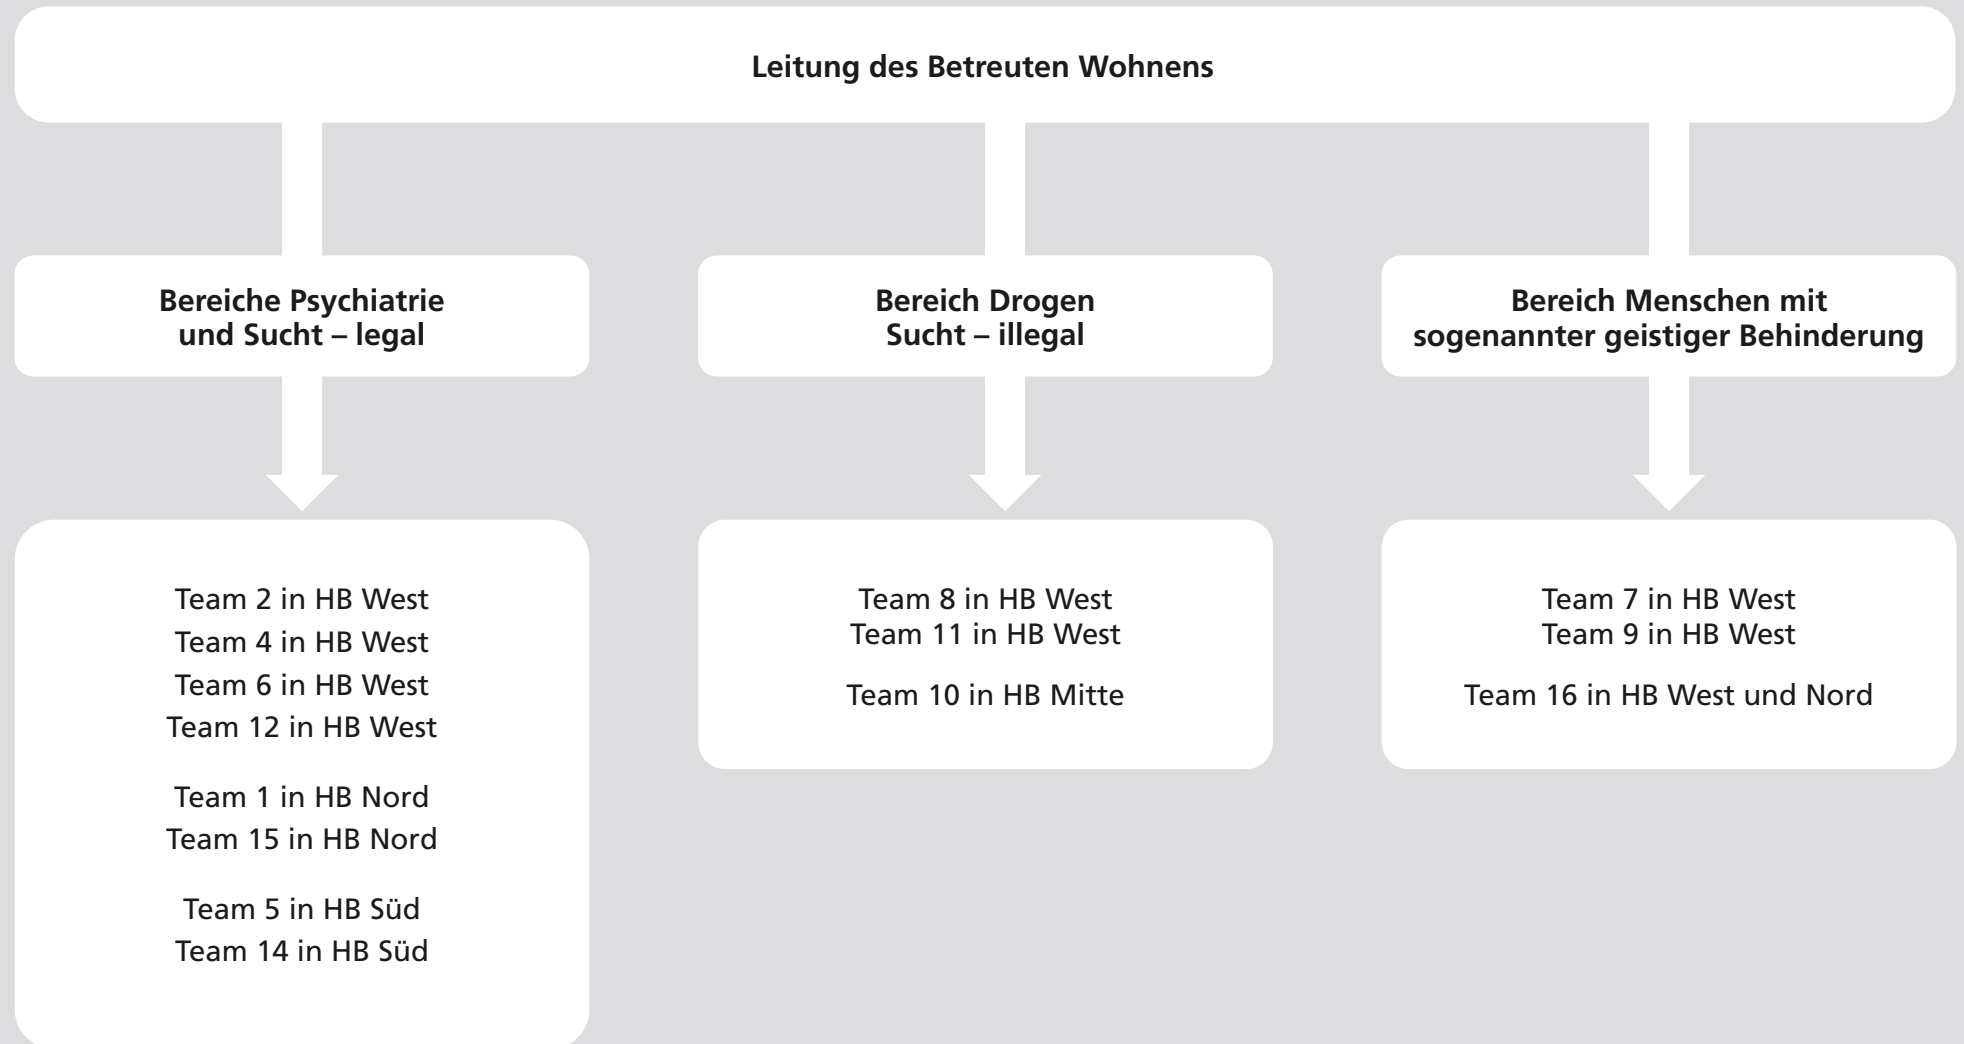 Leitung des Betreuten Wohnens
Bereiche Psychiatrie
und Sucht – legal
Team 2 in HB West
Team 4 in HB West
Team 6 in HB West
Team 12 in HB West
Team 1 in HB Nord
Team 15 in HB Nord
Team 5 in HB Süd
Team 14 in HB Süd
Bereich Drogen
Sucht – illegal
Team 8 in HB West
Team 11 in HB West
Team 10 in HB Mitte
Bereich Menschen mit
sogenannter geistiger Behinderung
Team 7 in HB West
Team 9 in HB West
Team 16 in HB West und Nord